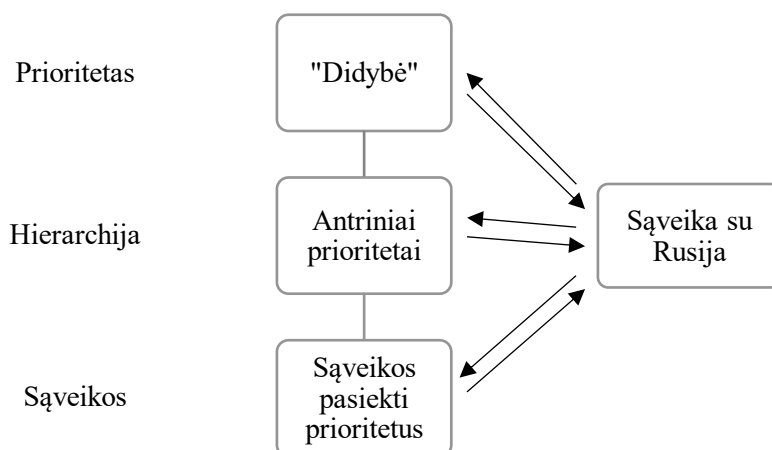 Prioritetas
"Didybė"
Hierarchija
Antriniai
prioritetai
Sąveika su
Rusija
Sąveikos
Sąveikos
pasiekti
prioritetus